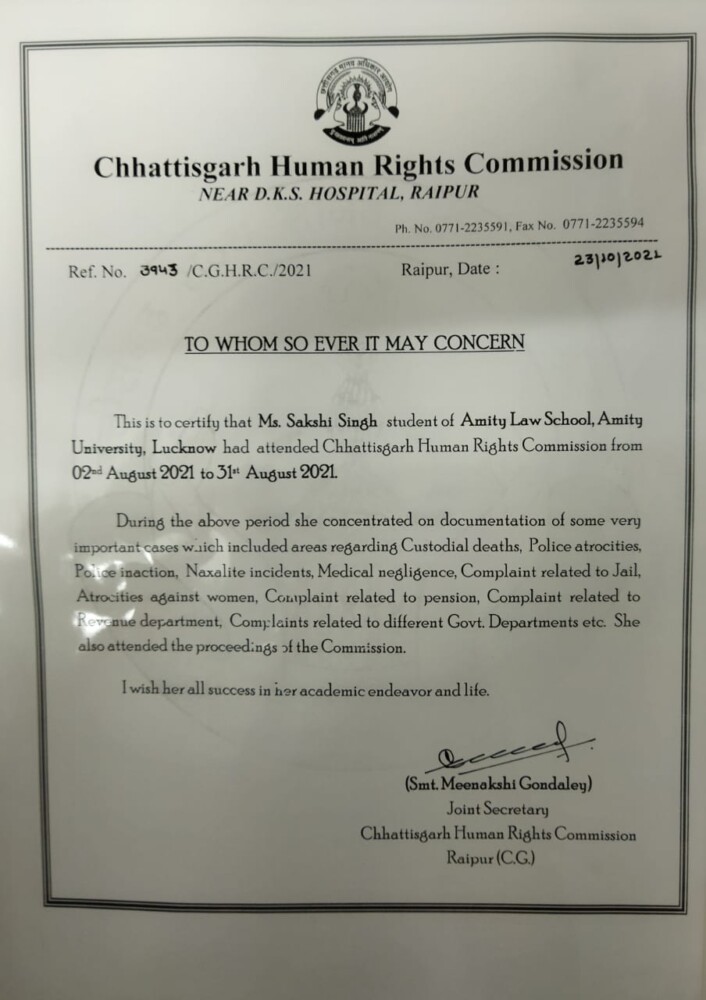 Chhattisgarh Human Rights Commission
NEAR D.K.S. HOSPITAL, RAIPUR
Ph. No. 0771-2235591, Fax No. 0771-2235594
Ref. No. 3943 /C.G.H.R.C./2021 Raipur, Date : 23/10/2021
TO WHOM SO EVER IT MAY CONCERN
This is to certify that Ms. Sakshi Singh student of Amity Law School, Amity
University, Lucknow had attended Chhattisgarh Human Rights Commission from
02nd August 2021 to 31st August 2021.
During the above period she concentrated on documentation of some very
important cases which included areas regarding Custodial deaths, Police atrocities,
Police inaction, Naxalite incidents, Medical negligence, Complaint related to Jail,
Atrocities against women, Complaint related to pension, Complaint related to
Revenue department, Complaints related to different Govt. Departments etc. She
also attended the proceedings of the Commission.
I wish her all success in her academic endeavor and life.
(Smt. Meenakshi Gondaley)
Joint Secretary
Chhattisgarh Human Rights Commission
Raipur (C.G.)